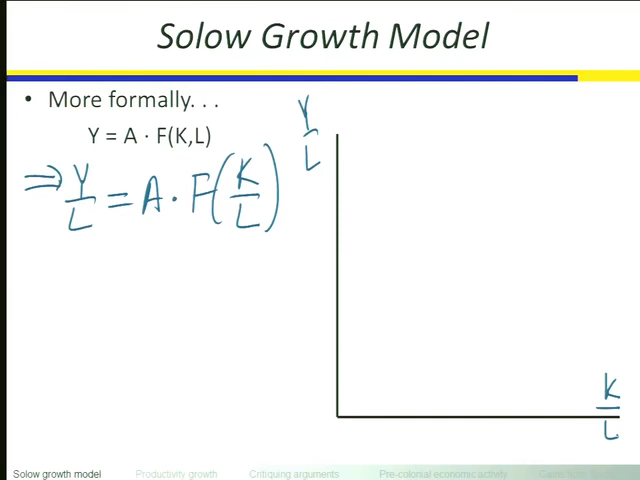 Solow Growth Model
• More formally. . .
Y = A · F(K,L)
⇒ Y/L = A · F(K/L)
Y/L
K/L
Solow growth model Productivity growth Critiquing arguments Pre-colonial economic activity